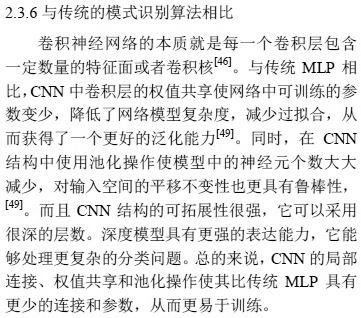 2.3.6 与传统的模式识别算法相比
卷积神经网络的本质就是每一个卷积层包含
一定数量的特征面或者卷积核[46]。与传统 MLP 相
比,CNN 中卷积层的权值共享使网络中可训练的参
数变少，降低了网络模型复杂度，减少过拟合，从
而获得了一个更好的泛化能力[49]。同时，在 CNN
结构中使用池化操作使模型中的神经元个数大大
减少，对输入空间的平移不变性也更具有鲁棒性，
[49]。而且 CNN 结构的可拓展性很强，它可以采用
很深的层数。深度模型具有更强的表达能力，它能
够处理更复杂的分类问题。总的来说，CNN 的局部
连接、权值共享和池化操作使其比传统 MLP 具有
更少的连接和参数，从而更易于训练。